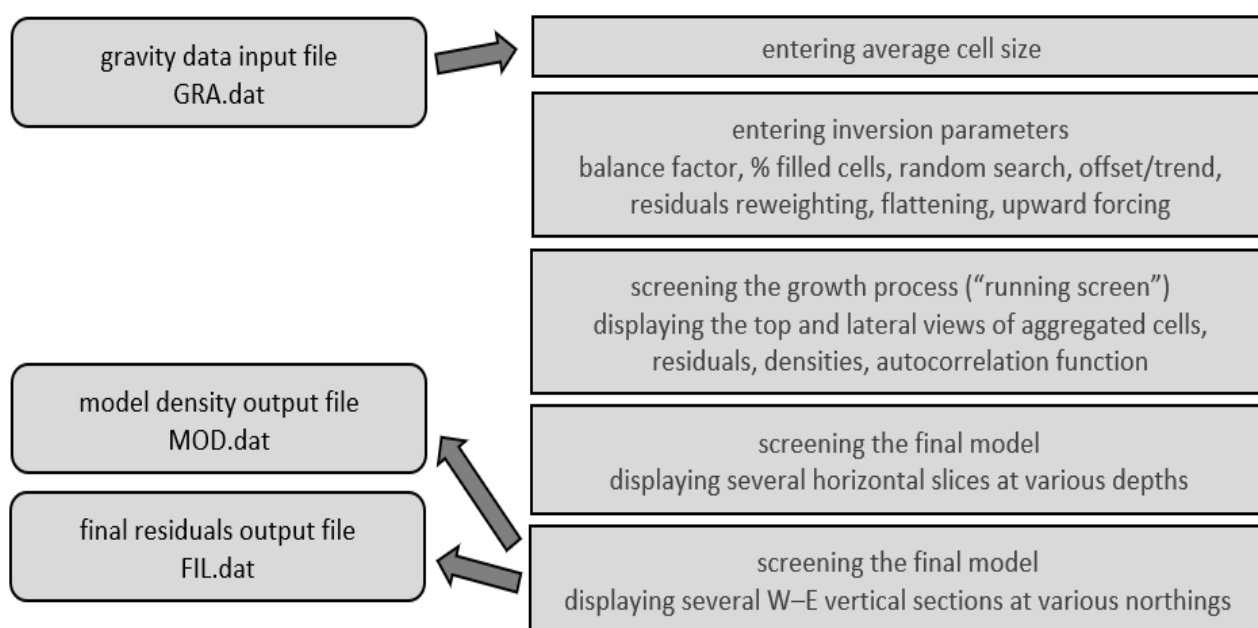 gravity data input file
GRA.dat
entering average cell size
entering inversion parameters
balance factor, % filled cells, random search, offset/trend,
residuals reweighting, flattening, upward forcing
screening the growth process (“running screen”)
displaying the top and lateral views of aggregated cells,
residuals, densities, autocorrelation function
model density output file
MOD.dat
screening the final model
displaying several horizontal slices at various depths
final residuals output file
FIL.dat
screening the final model
displaying several W–E vertical sections at various northings